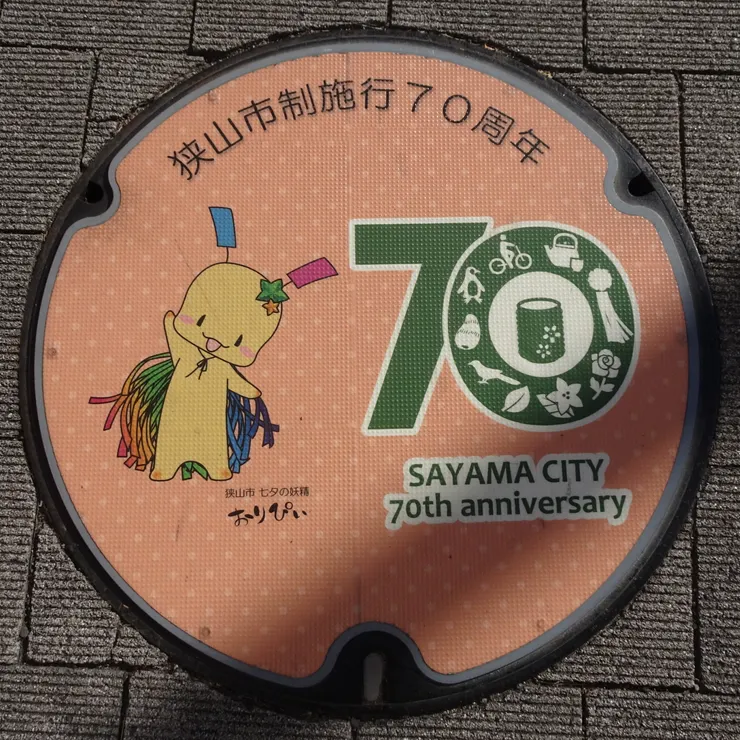 狭山市制施行70周年
70
狭山市 七夕の妖精
おりぴぃ
SAYAMA CITY
70th anniversary